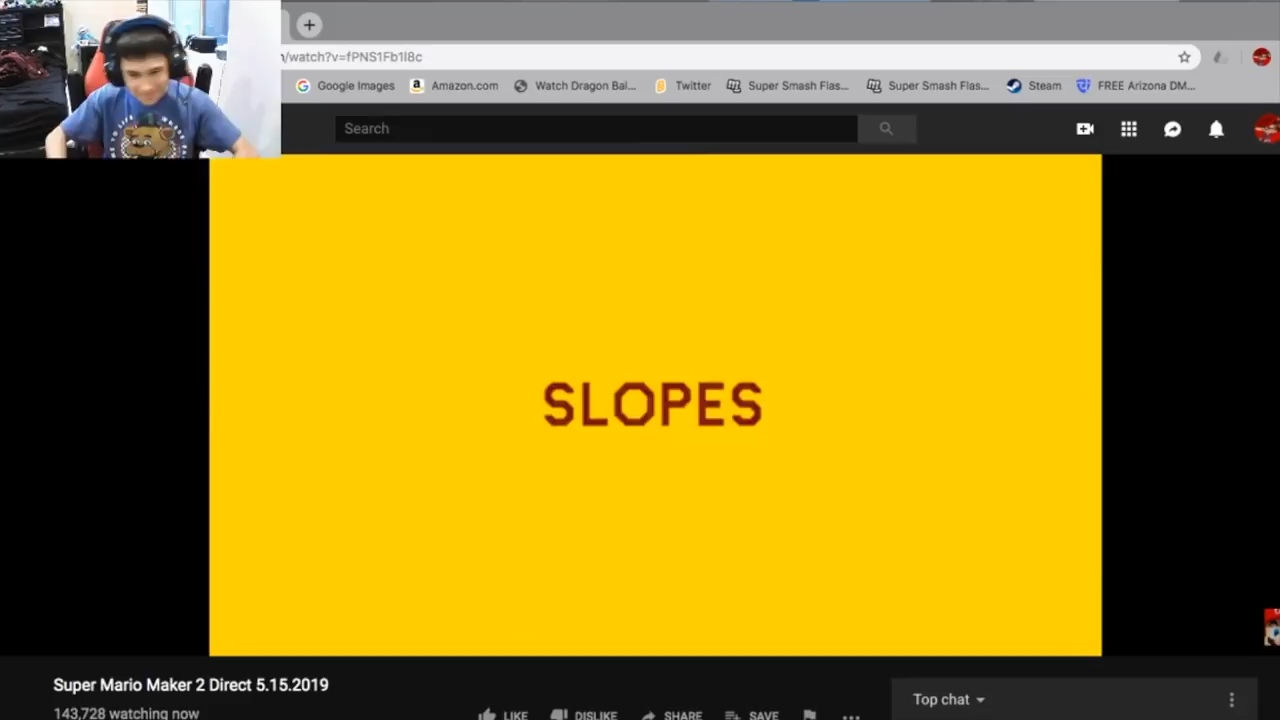 +
/watch?v=fPNS1Fb1l8c
Google Images
Amazon.com
Watch Dragon Bal...
Twitter
Super Smash Flas...
Super Smash Flas...
Steam
FREE Arizona DM...
Search
SLOPES
Super Mario Maker 2 Direct 5.15.2019
143,728 watching now
LIKE
DISLIKE
SHARE
SAVE
Top chat